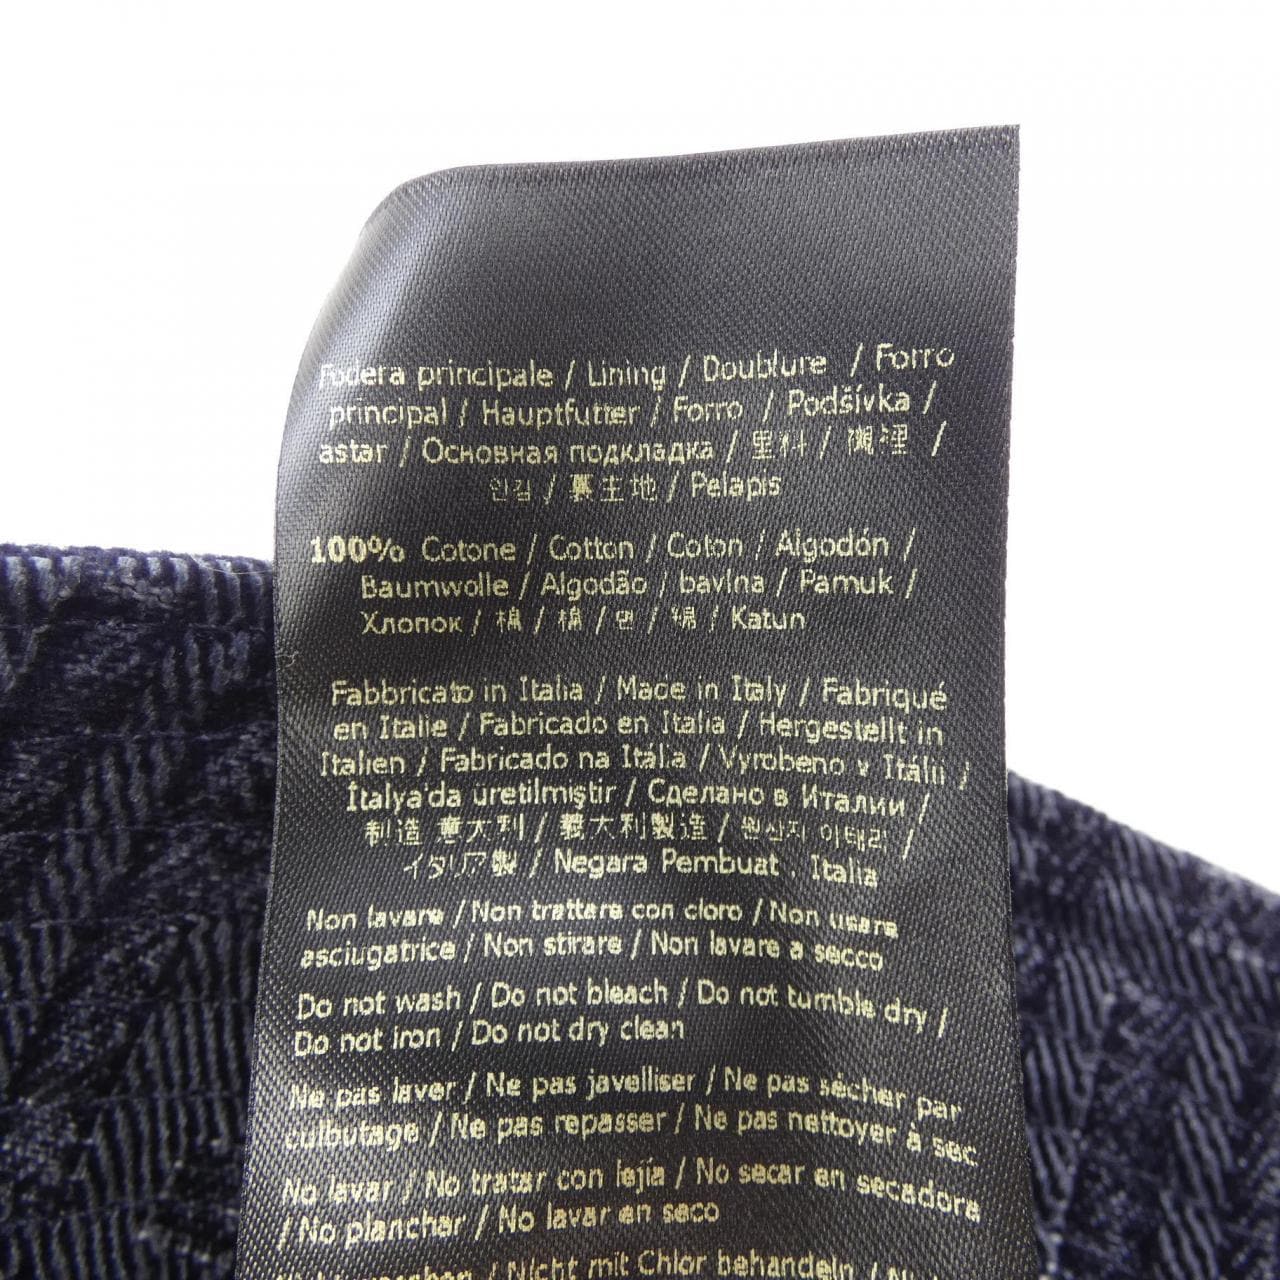 Fodera principale / Lining / Doublure / Forro
principal / Hauptfutter / Forro / Podšívka /
astar / Основная подкладка / 里料 / 襯裡 /
안감 / 裏生地 / Pelapis
100% Cotone / Cotton / Coton / Algodón /
Baumwolle / Algodão / bavlna / Pamuk /
Хлопок / 棉 / 棉 / 면 / 綿 / Katun
Fabbricato in Italia / Made in Italy / Fabriqué
en Italie / Fabricado en Italia / Hergestellt in
Italien / Fabricado na Itália / Vyrobeno v Itálii /
İtalya'da üretilmiştir / Сделано в Италии /
制造 意大利 / 義大利製造 / 원산지 이태리 /
イタリア製 / Negara Pembuat . Italia
Non lavare / Non trattare con cloro / Non usare
asciugatrice / Non stirare / Non lavare a secco
Do not wash / Do not bleach / Do not tumble dry /
Do not iron / Do not dry clean
Ne pas laver / Ne pas javelliser / Ne pas sécher par
culbutage / Ne pas repasser / Ne pas nettoyer à sec
No lavar / No tratar con lejía / No secar en secadora
/ No planchar / No lavar en seco
/ Nicht mit Chlor behandeln /